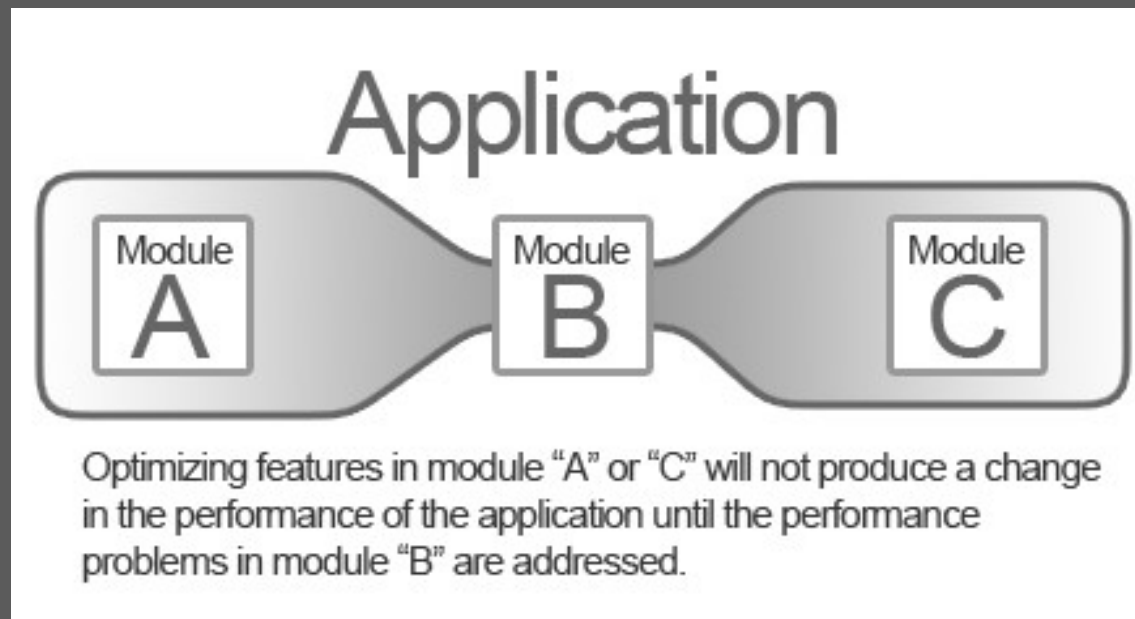 Application
Module
A
Module
B
Module
C
Optimizing features in module “A” or “C” will not produce a change
in the performance of the application until the performance
problems in module “B” are addressed.